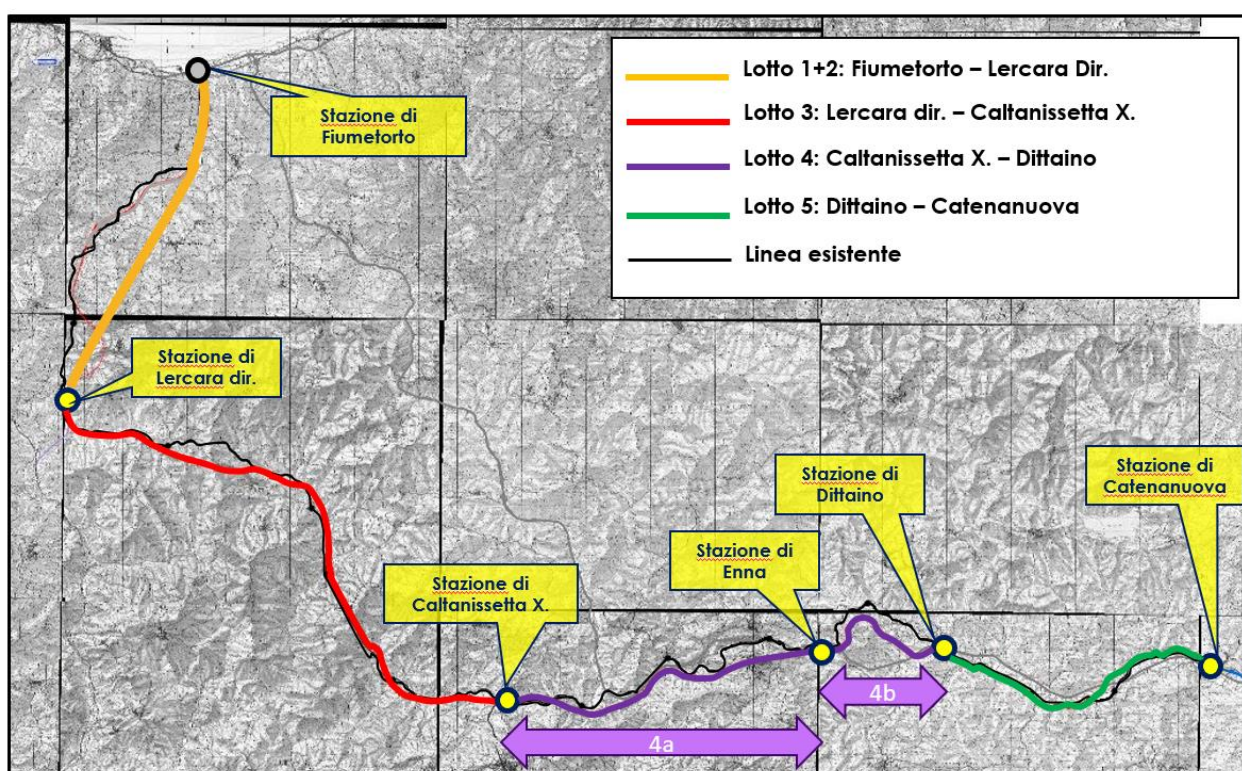 Lotto 1+2: Fiumetorto – Lercara Dir.
Lotto 3: Lercara dir. – Caltanissetta X.
Lotto 4: Caltanissetta X. – Dittaino
Lotto 5: Dittaino – Catenanuova
Linea esistente
Stazione di
Fiumetorto
Stazione di
Lercara dir.
Stazione di
Caltanissetta X.
Stazione di
Enna
Stazione di
Dittaino
Stazione di
Catenanuova
4a
4b